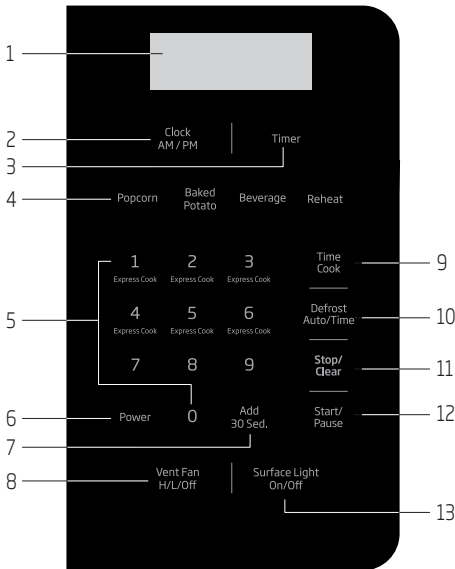 1
2
Clock
AM / PM
Timer
3
4
Popcorn
Baked
Potato
Beverage
Reheat
1
2
3
Express Cook
Express Cook
Express Cook
Time
Cook
9
4
5
6
Express Cook
Express Cook
Express Cook
Defrost
Auto/Time
10
5
7
8
9
Stop/
Clear
11
6
Power
0
Add
30 Sed.
Start/
Pause
12
7
8
Vent Fan
H/L/Off
Surface Light
On/Off
13